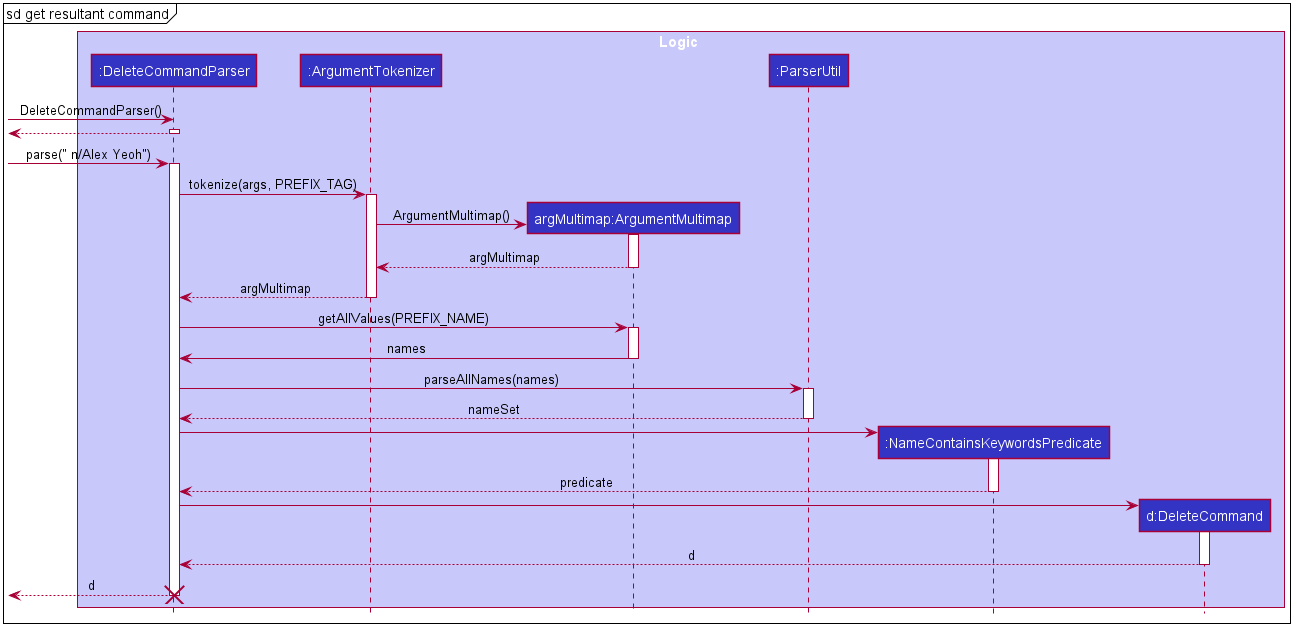 sd get resultant command
Logic
:DeleteCommandParser
:ArgumentTokenizer
:ParserUtil
DeleteCommandParser()
parse(" n/Alex Yeoh")
tokenize(args, PREFIX_TAG)
ArgumentMultimap()
argMultimap:ArgumentMultimap
argMultimap
argMultimap
getAllValues(PREFIX_NAME)
names
parseAllNames(names)
nameSet
:NameContainsKeywordsPredicate
predicate
d:DeleteCommand
d
d